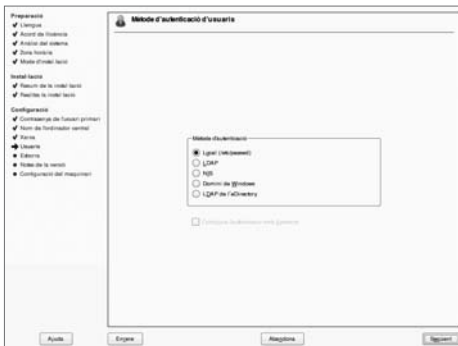 Preparació
Llengua
Acord de llicència
Anàlisi del sistema
Zona horària
Mode d'instal·lació
Instal·lació
Resum de la instal·lació
Realitza la instal·lació
Configuració
Contrasenya de l'usuari primari
Nom de l'ordinador central
Xarxa
Usuaris
Esborra
Notes de la versió
Configuració del maquinari
Mètode d'autenticació d'usuaris
Mètode d'autenticació
Local (/etc/passwd)
LDAP
NIS
Domini de Windows
LDAP de l'eDirectory
Ajuda
Enrere
Abandona
Següent